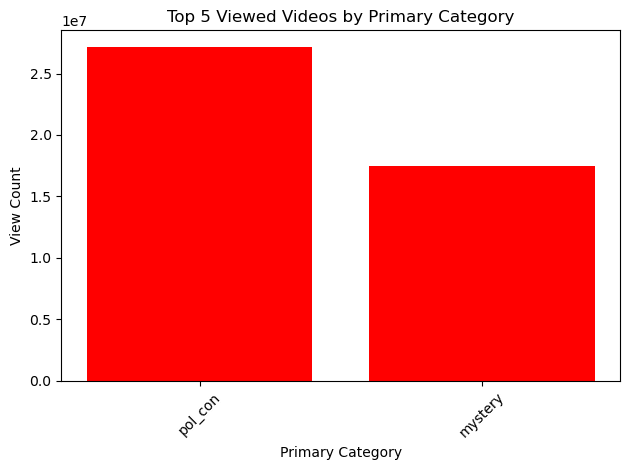 Top 5 Viewed Videos by Primary Category
1e7
2.5
2.0
1.5
1.0
0.5
0.0
View Count
pol_con
mystery
Primary Category